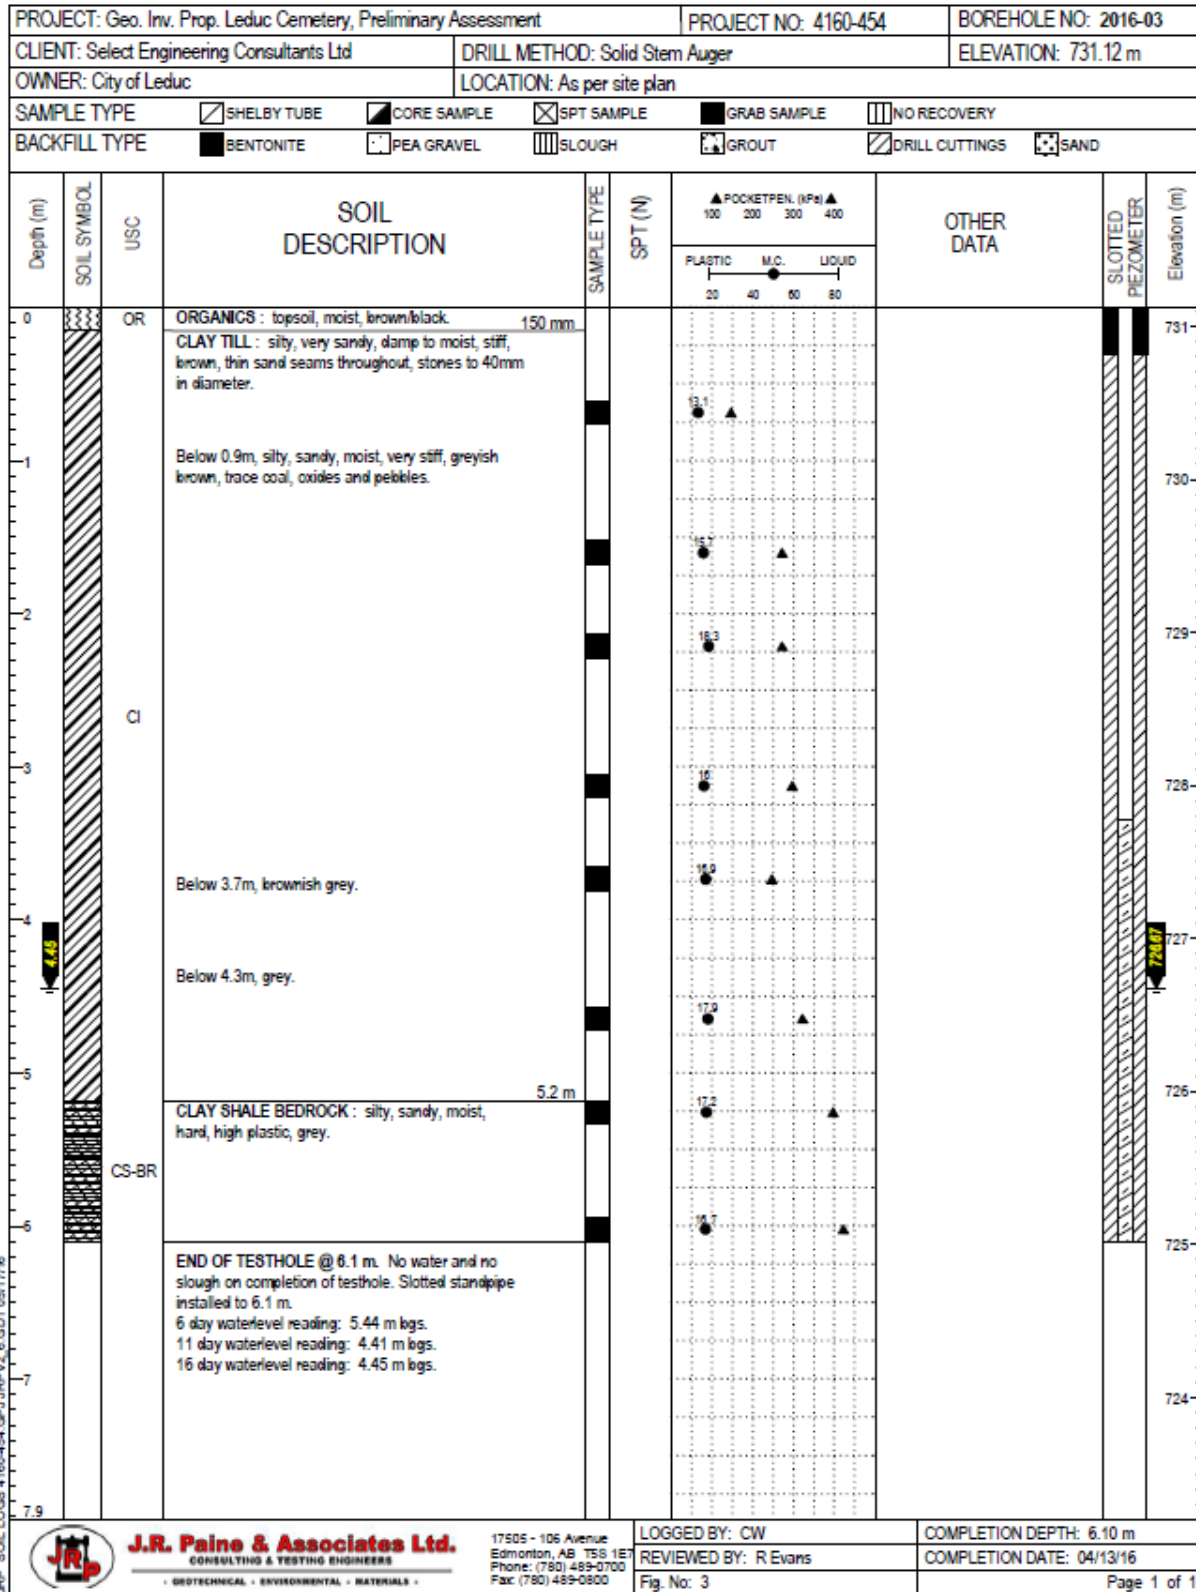 PROJECT: Geo. Inv. Prop. Leduc Cemetery, Preliminary Assessment PROJECT NO: 4160-454 BOREHOLE NO: 2016-03
CLIENT: Select Engineering Consultants Ltd DRILL METHOD: Solid Stem Auger ELEVATION: 731.12 m
OWNER: City of Leduc LOCATION: As per site plan
SAMPLE TYPE SHELBY TUBE CORE SAMPLE SPT SAMPLE GRAB SAMPLE NO RECOVERY
BACKFILL TYPE BENTONITE PEA GRAVEL SLOUGH GROUT DRILL CUTTINGS SAND
Depth (m)
SOIL SYMBOL
USC
SOIL
DESCRIPTION
SAMPLE TYPE
SPT (N)
▲ POCKETPEN. (kPa) ▲
100 200 300 400
PLASTIC M.C. LIQUID
20 40 60 80
OTHER
DATA
SLOTTED
PIEZOMETER
Elevation (m)
0 OR ORGANICS : topsoil, moist, brown/black. 150 mm
731
CLAY TILL : silty, very sandy, damp to moist, stiff,
brown, thin sand seams throughout, stones to 40mm
in diameter.
13.1
Below 0.9m, silty, sandy, moist, very stiff, greyish
1
brown, trace coal, oxides and pebbles.
730
15.7
2
729
18.3
CI
3
16
728
15.9
Below 3.7m, brownish grey.
4
727
4.45
726.67
Below 4.3m, grey.
17.9
5
726
5.2 m
CLAY SHALE BEDROCK : silty, sandy, moist,
hard, high plastic, grey.
17.2
CS-BR
6
16.7
725
END OF TESTHOLE @ 6.1 m. No water and no
slough on completion of testhole. Slotted standpipe
installed to 6.1 m.
6 day waterlevel reading: 5.44 m bgs.
11 day waterlevel reading: 4.41 m bgs.
16 day waterlevel reading: 4.45 m bgs.
7
724
7.9
JRP
J.R. Paine & Associates Ltd.
CONSULTING & TESTING ENGINEERS
- GEOTECHNICAL - ENVIRONMENTAL - MATERIALS -
17505 - 106 Avenue
Edmonton, AB T5S 1E7
Phone: (780) 489-0700
Fax: (780) 489-0800
LOGGED BY: CW COMPLETION DEPTH: 6.10 m
REVIEWED BY: R Evans COMPLETION DATE: 04/13/16
Fig. No: 3 Page 1 of 1